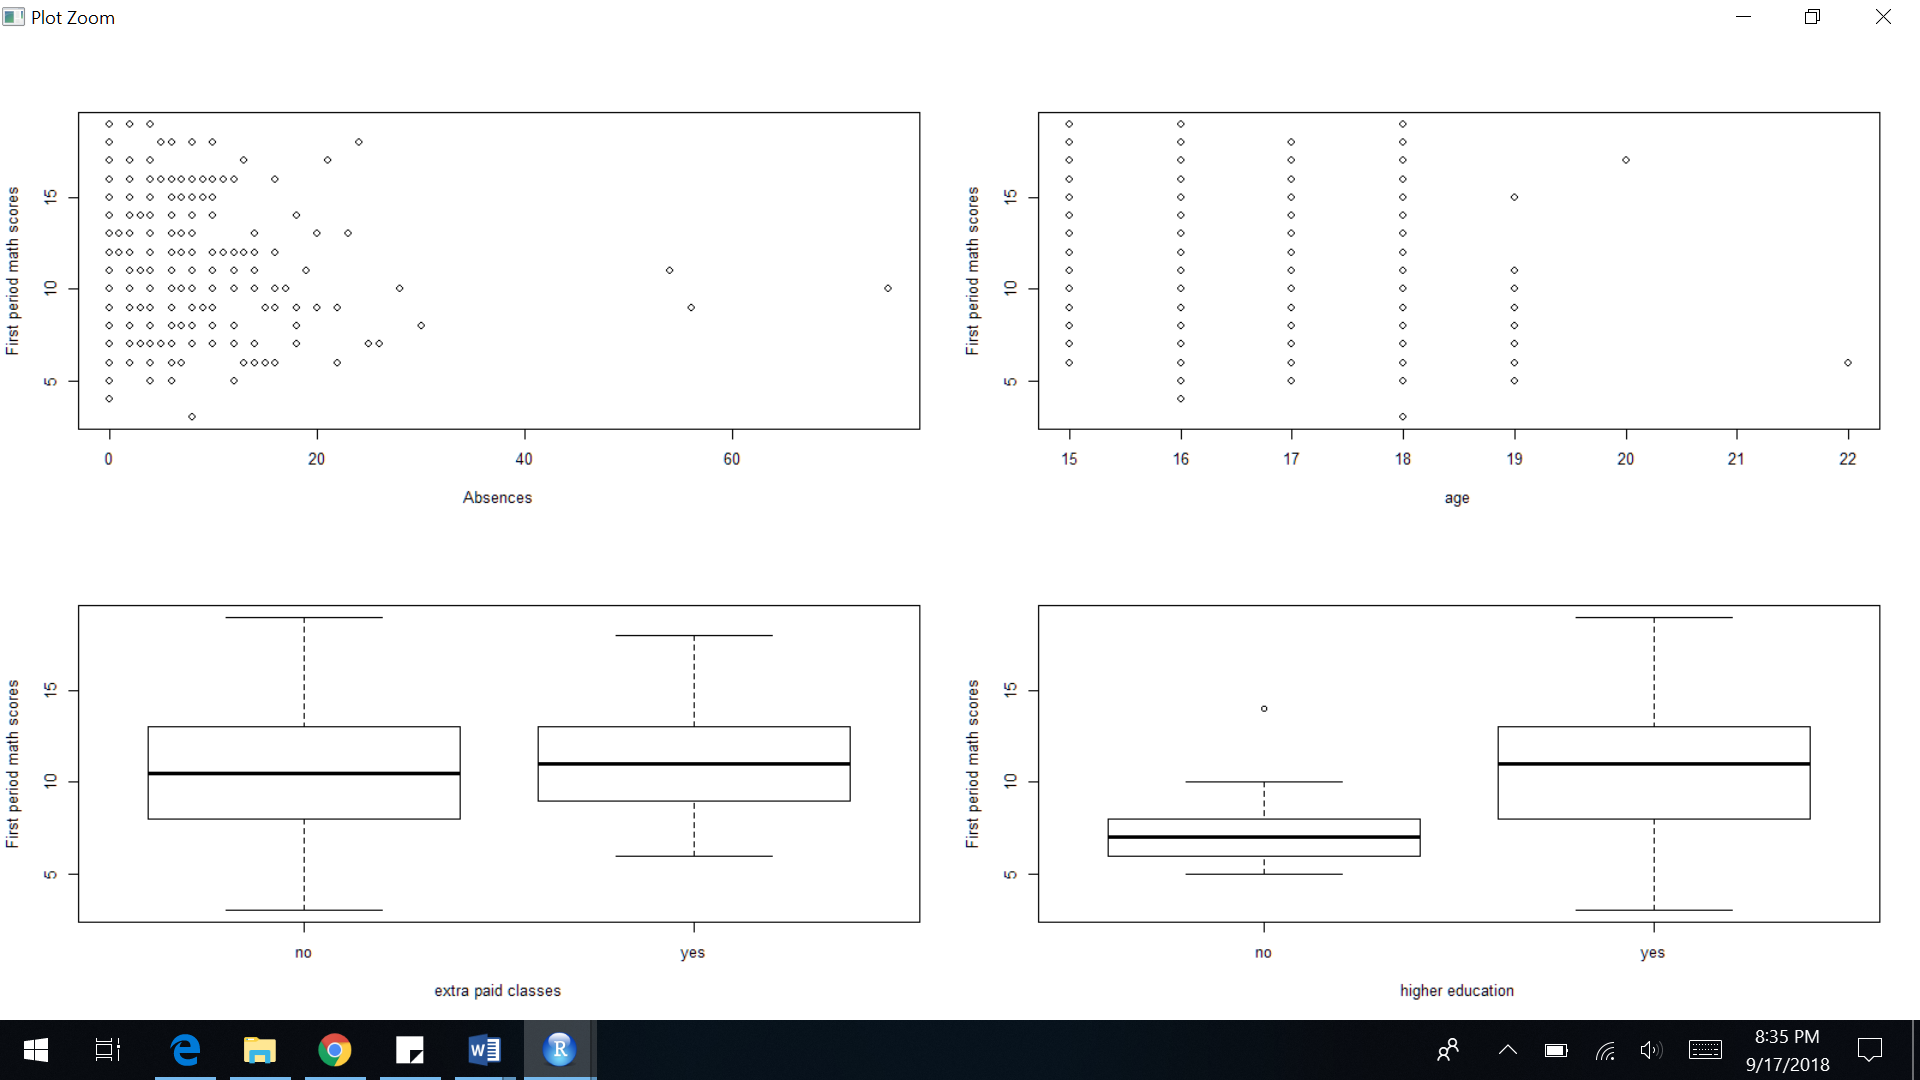 Plot Zoom
First period math scores
15
10
5
0 20 40 60
Absences
First period math scores
15
10
5
15 16 17 18 19 20 21 22
age
First period math scores
15
10
5
no yes
extra paid classes
First period math scores
15
10
5
no yes
higher education
W
R
8:35 PM
9/17/2018